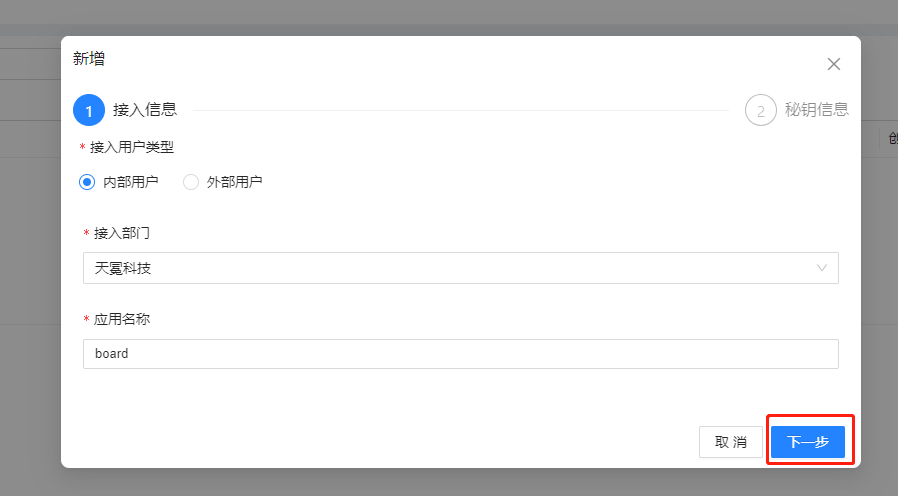 新增
1 接入信息
2 秘钥信息
* 接入用户类型
内部用户 外部用户
* 接入部门
天冕科技
* 应用名称
board
取 消 下一步
创